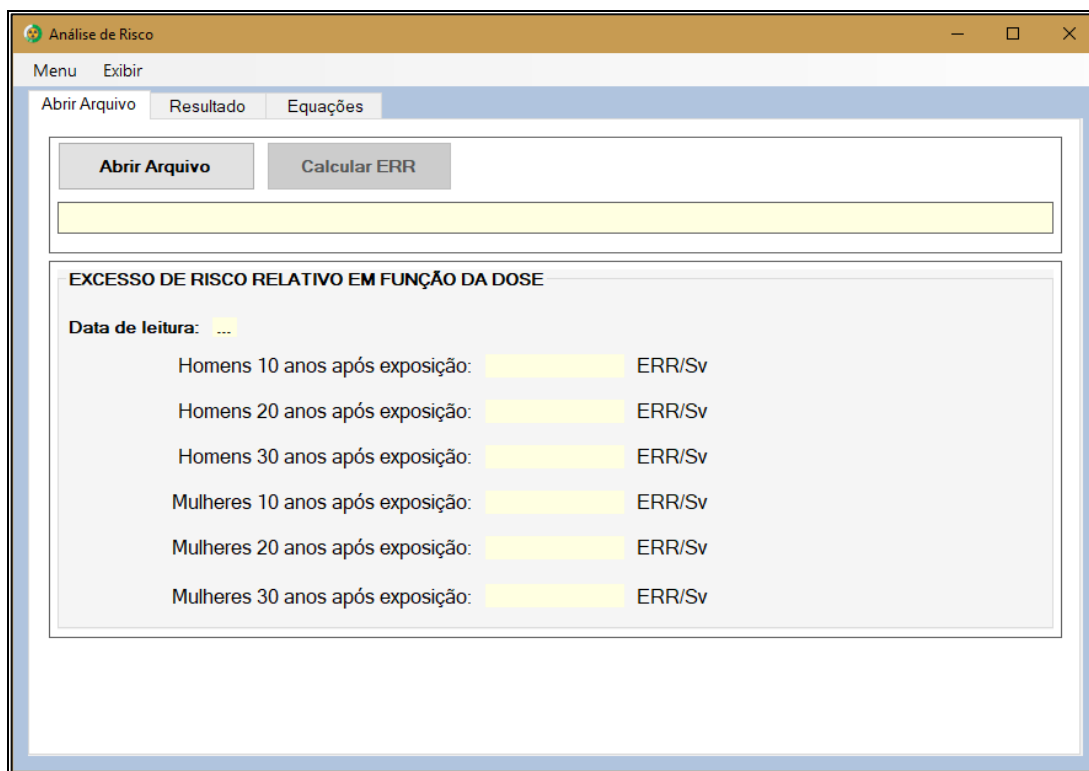 Análise de Risco
Menu Exibir
Abrir Arquivo Resultado Equações
Abrir Arquivo Calcular ERR
EXCESSO DE RISCO RELATIVO EM FUNÇÃO DA DOSE
Data de leitura: ...
Homens 10 anos após exposição: ERR/Sv
Homens 20 anos após exposição: ERR/Sv
Homens 30 anos após exposição: ERR/Sv
Mulheres 10 anos após exposição: ERR/Sv
Mulheres 20 anos após exposição: ERR/Sv
Mulheres 30 anos após exposição: ERR/Sv